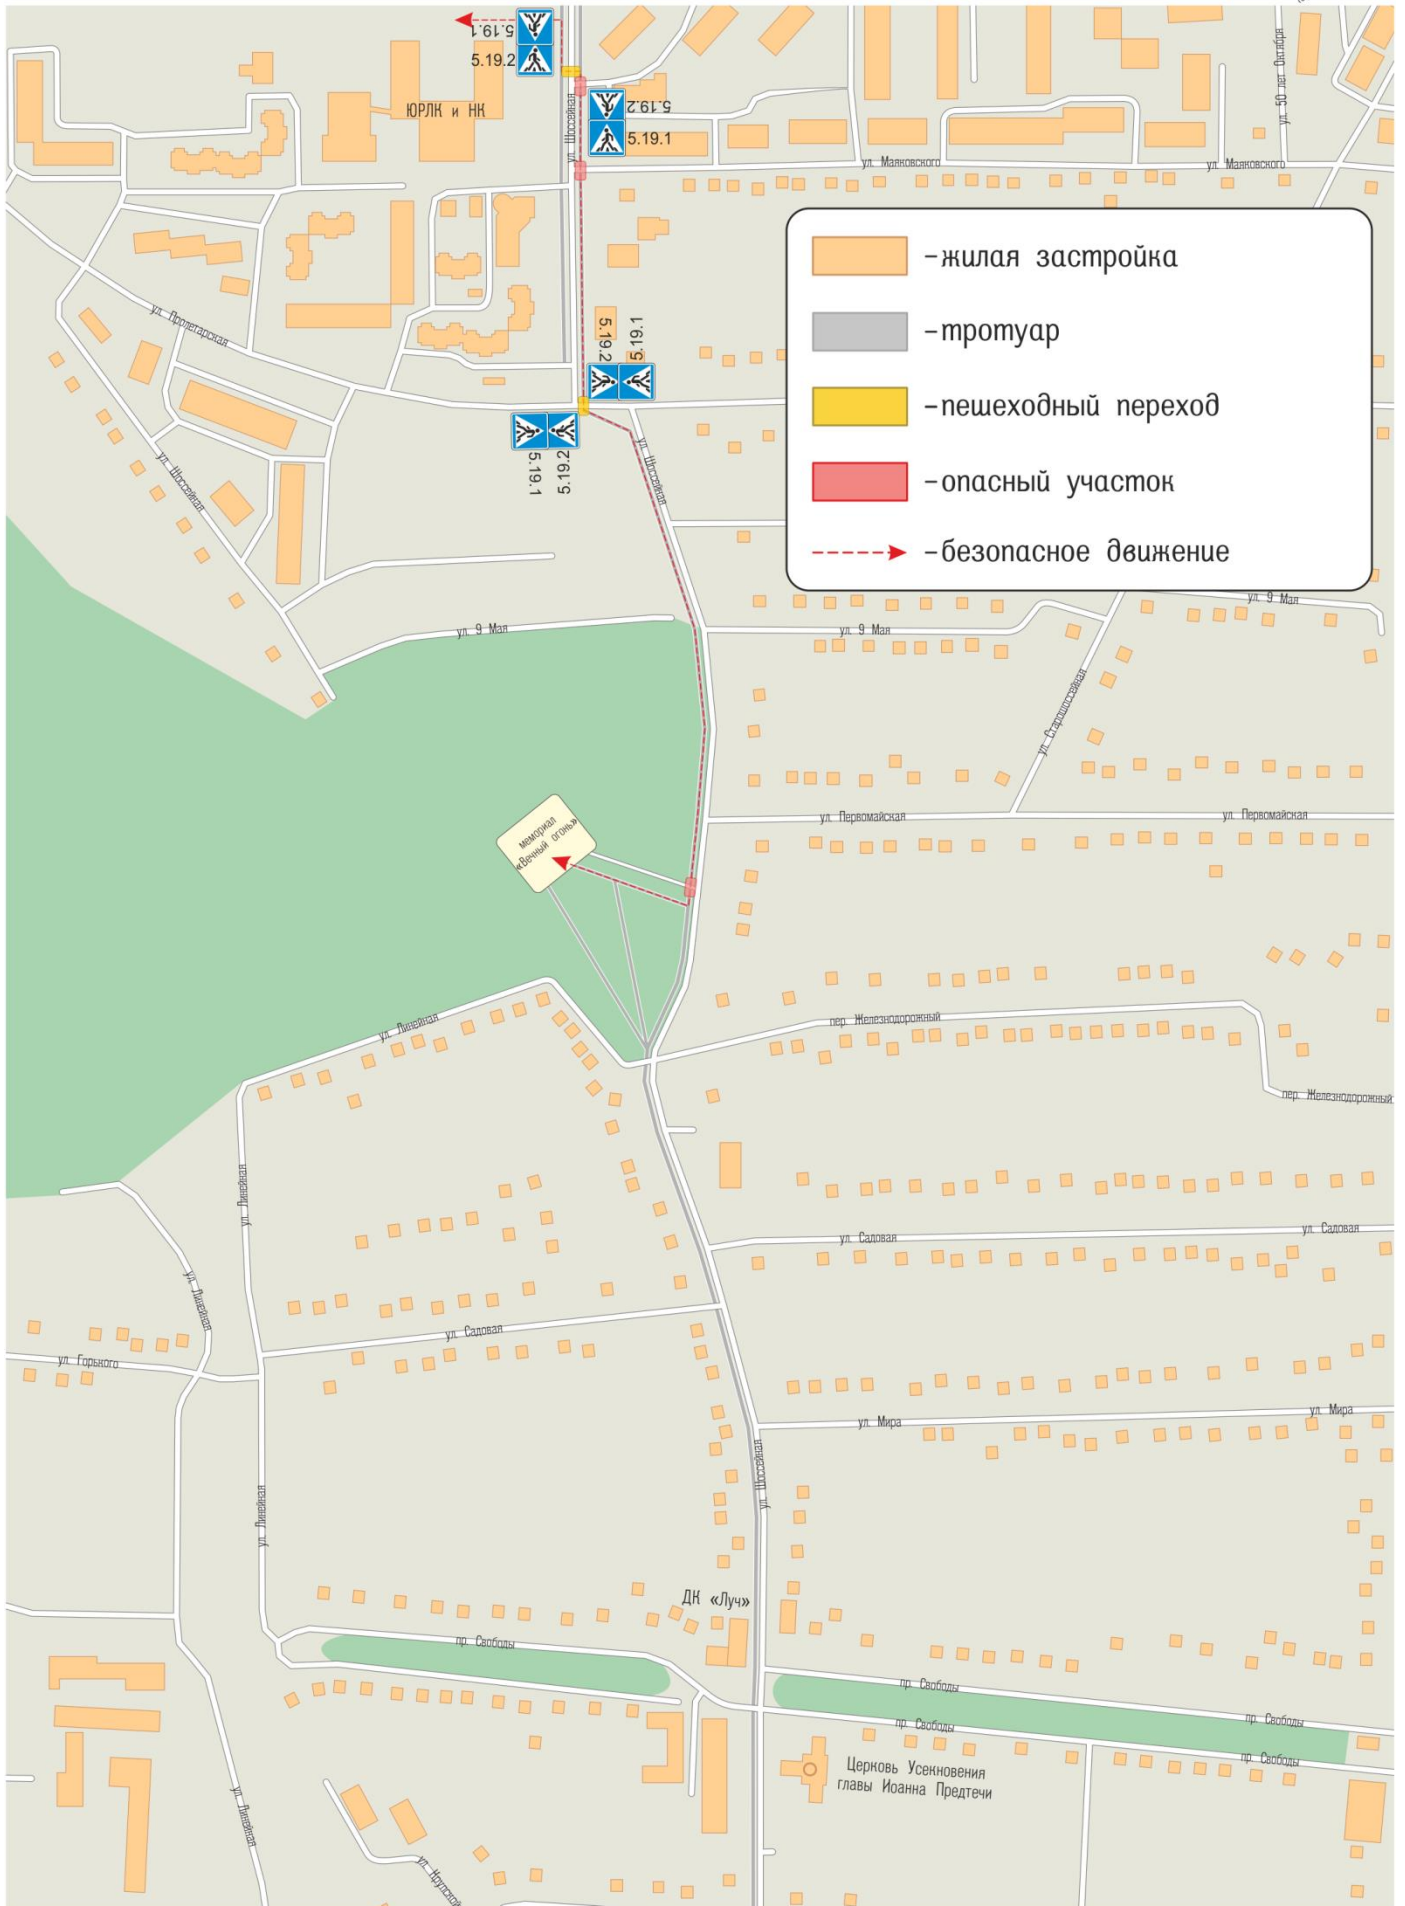 5.19.1
5.19.2
ЮРЛК и НК
ул. Шоссейная
5.19.2
5.19.1
ул. 50 лет Октября
ул. Маяковского
ул. Маяковского
-жилая застройка
-тротуар
-пешеходный переход
-опасный участок
-безопасное движение
ул. Пролетарская
5.19.2
5.19.1
5.19.1
5.19.2
ул. Шоссейная
ул. Шоссейная
ул. 9 Мая
ул. 9 Мая
ул. 9 Мая
ул. Старошоссейная
ул. Первомайская
ул. Первомайская
мемориал
«Вечный огонь»
ул. Линейная
пер. Железнодорожный
пер. Железнодорожный
ул. Линейная
ул. Садовая
ул. Садовая
ул. Линейная
ул. Садовая
ул. Горького
ул. Мира
ул. Мира
ул. Шоссейная
ул. Линейная
ДК «Луч»
пр. Свободы
пр. Свободы
пр. Свободы
пр. Свободы
пр. Свободы
Церковь Усекновения
главы Иоанна Предтечи
ул. Линейная
ул. Крупской